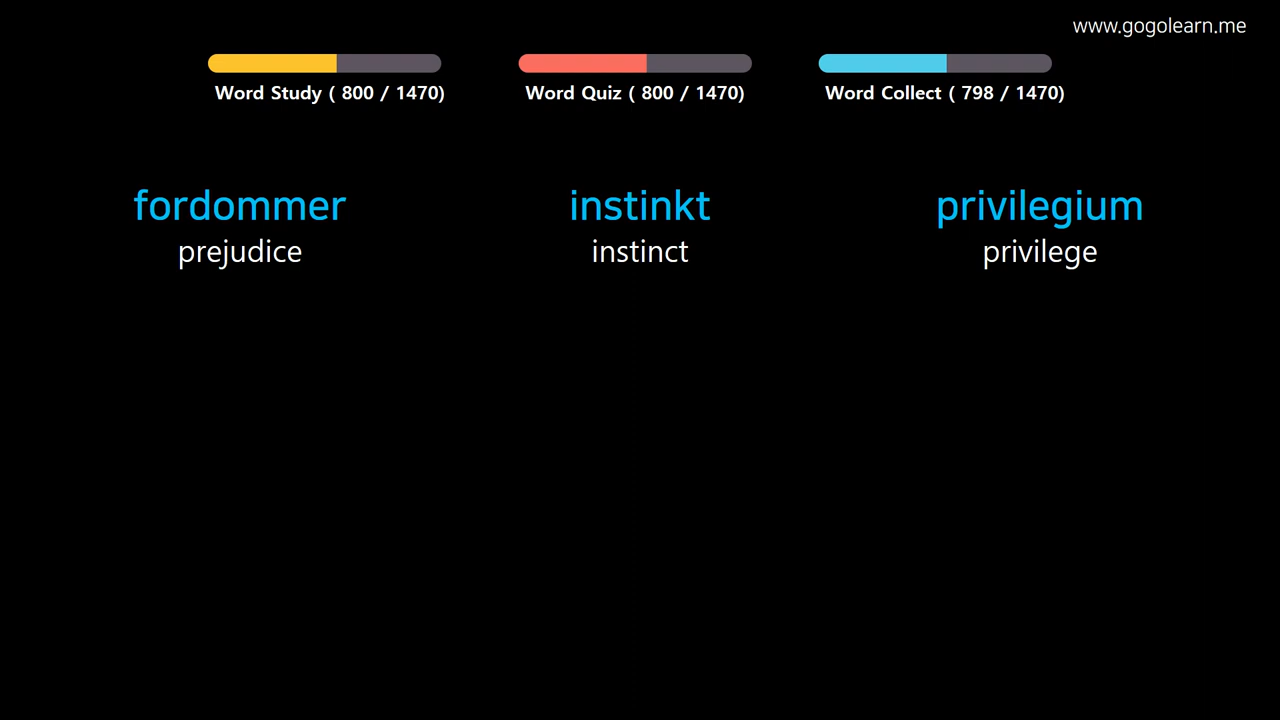 www.gogolearn.me
Word Study ( 800 / 1470)
Word Quiz ( 800 / 1470)
Word Collect ( 798 / 1470)
fordommer
prejudice
instinkt
instinct
privilegium
privilege